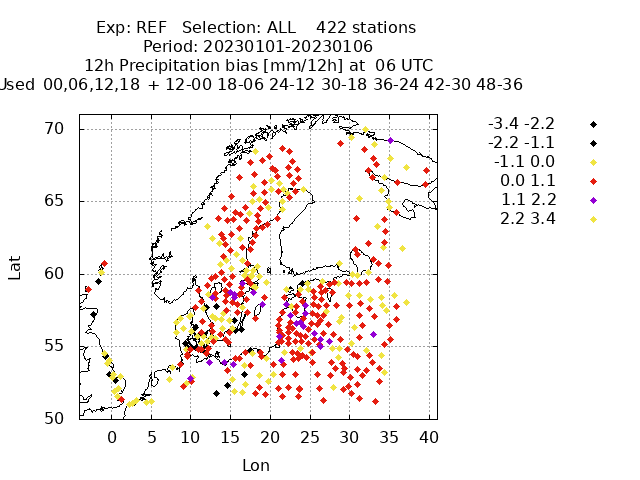 Exp: REF   Selection: ALL    422 stations
Period: 20230101-20230106
12h Precipitation bias [mm/12h] at  06 UTC
Used 00,06,12,18 + 12-00 18-06 24-12 30-18 36-24 42-30 48-36
-3.4 -2.2
-2.2 -1.1
-1.1 0.0
0.0 1.1
1.1 2.2
2.2 3.4
70
65
60
55
50
Lat
0 5 10 15 20 25 30 35 40
Lon